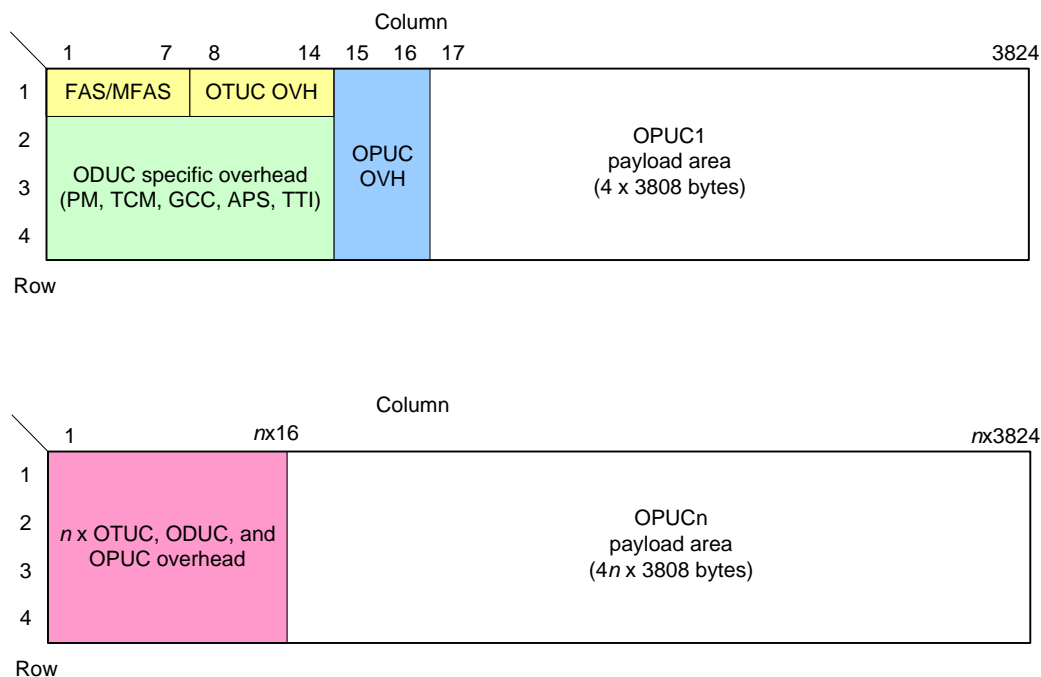 Column
1 7 8 14 15 16 17 3824
1 FAS/MFAS OTUC OVH
2
3
4
ODUC specific overhead
(PM, TCM, GCC, APS, TTI)
OPUC
OVH
OPUC1
payload area
(4 x 3808 bytes)
Row
Column
1 nx16 nx3824
1
2
3
4
n x OTUC, ODUC, and
OPUC overhead
OPUCn
payload area
(4n x 3808 bytes)
Row